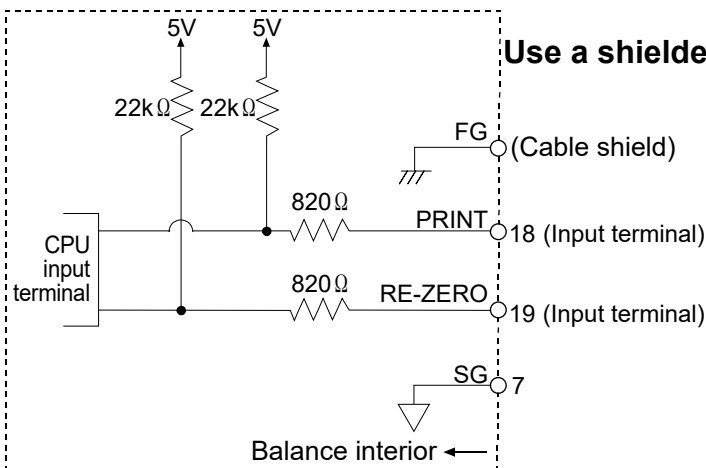 5V 5V
Use a shielde
22kΩ 22kΩ
FG (Cable shield)
820Ω
PRINT 18 (Input terminal)
CPU
input
terminal
820Ω
RE-ZERO 19 (Input terminal)
SG 7
Balance interior